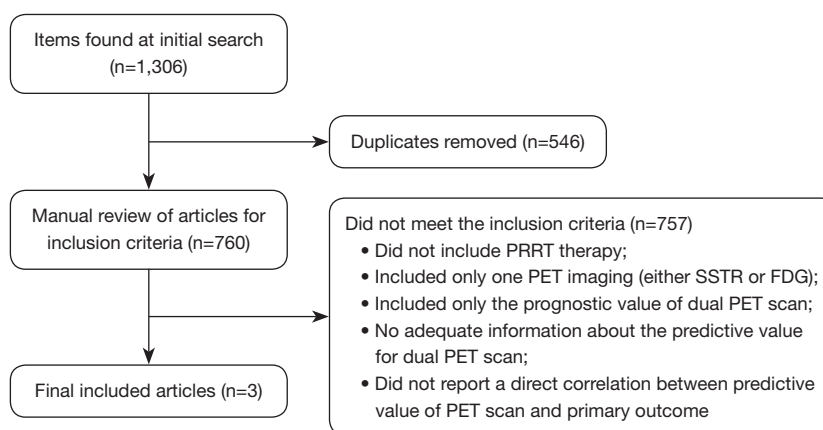 Items found at initial search
(n=1,306)
Duplicates removed (n=546)
Manual review of articles for
inclusion criteria (n=760)
Did not meet the inclusion criteria (n=757)
• Did not include PRRT therapy;
• Included only one PET imaging (either SSTR or FDG);
• Included only the prognostic value of dual PET scan;
• No adequate information about the predictive value
for dual PET scan;
• Did not report a direct correlation between predictive
value of PET scan and primary outcome
Final included articles (n=3)